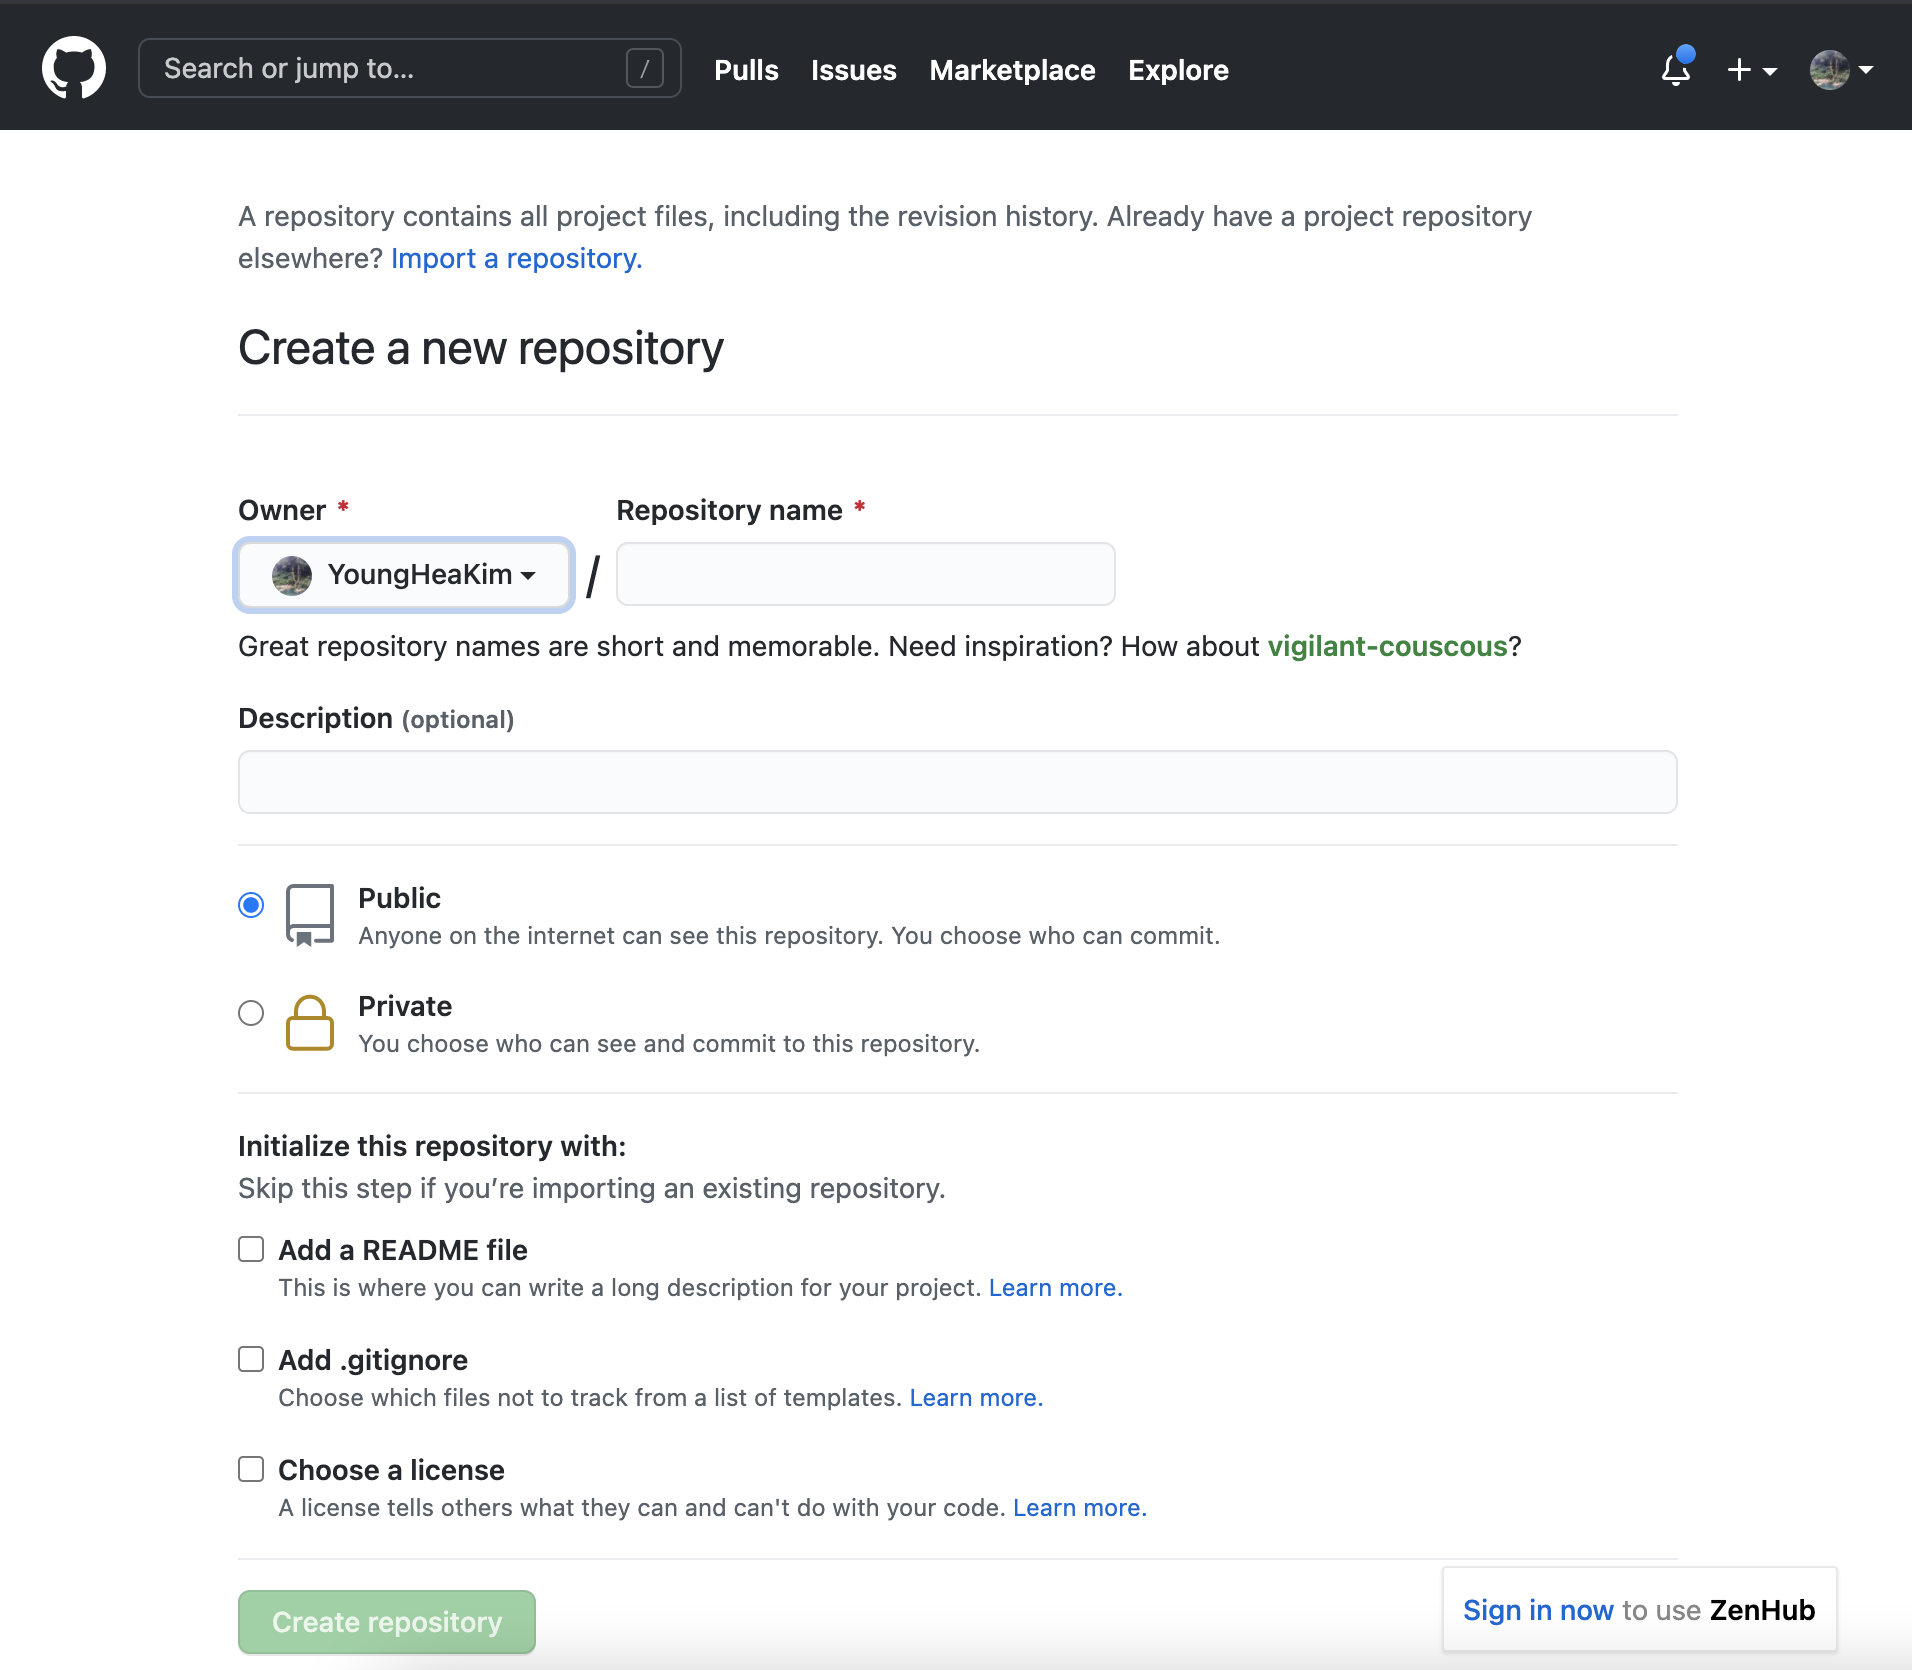 Search or jump to... / Pulls Issues Marketplace Explore
A repository contains all project files, including the revision history. Already have a project repository
elsewhere? Import a repository.
Create a new repository
Owner * Repository name *
YoungHeaKim /
Great repository names are short and memorable. Need inspiration? How about vigilant-couscous?
Description (optional)
Public
Anyone on the internet can see this repository. You choose who can commit.
Private
You choose who can see and commit to this repository.
Initialize this repository with:
Skip this step if you’re importing an existing repository.
Add a README file
This is where you can write a long description for your project. Learn more.
Add .gitignore
Choose which files not to track from a list of templates. Learn more.
Choose a license
A license tells others what they can and can't do with your code. Learn more.
Create repository
Sign in now to use ZenHub